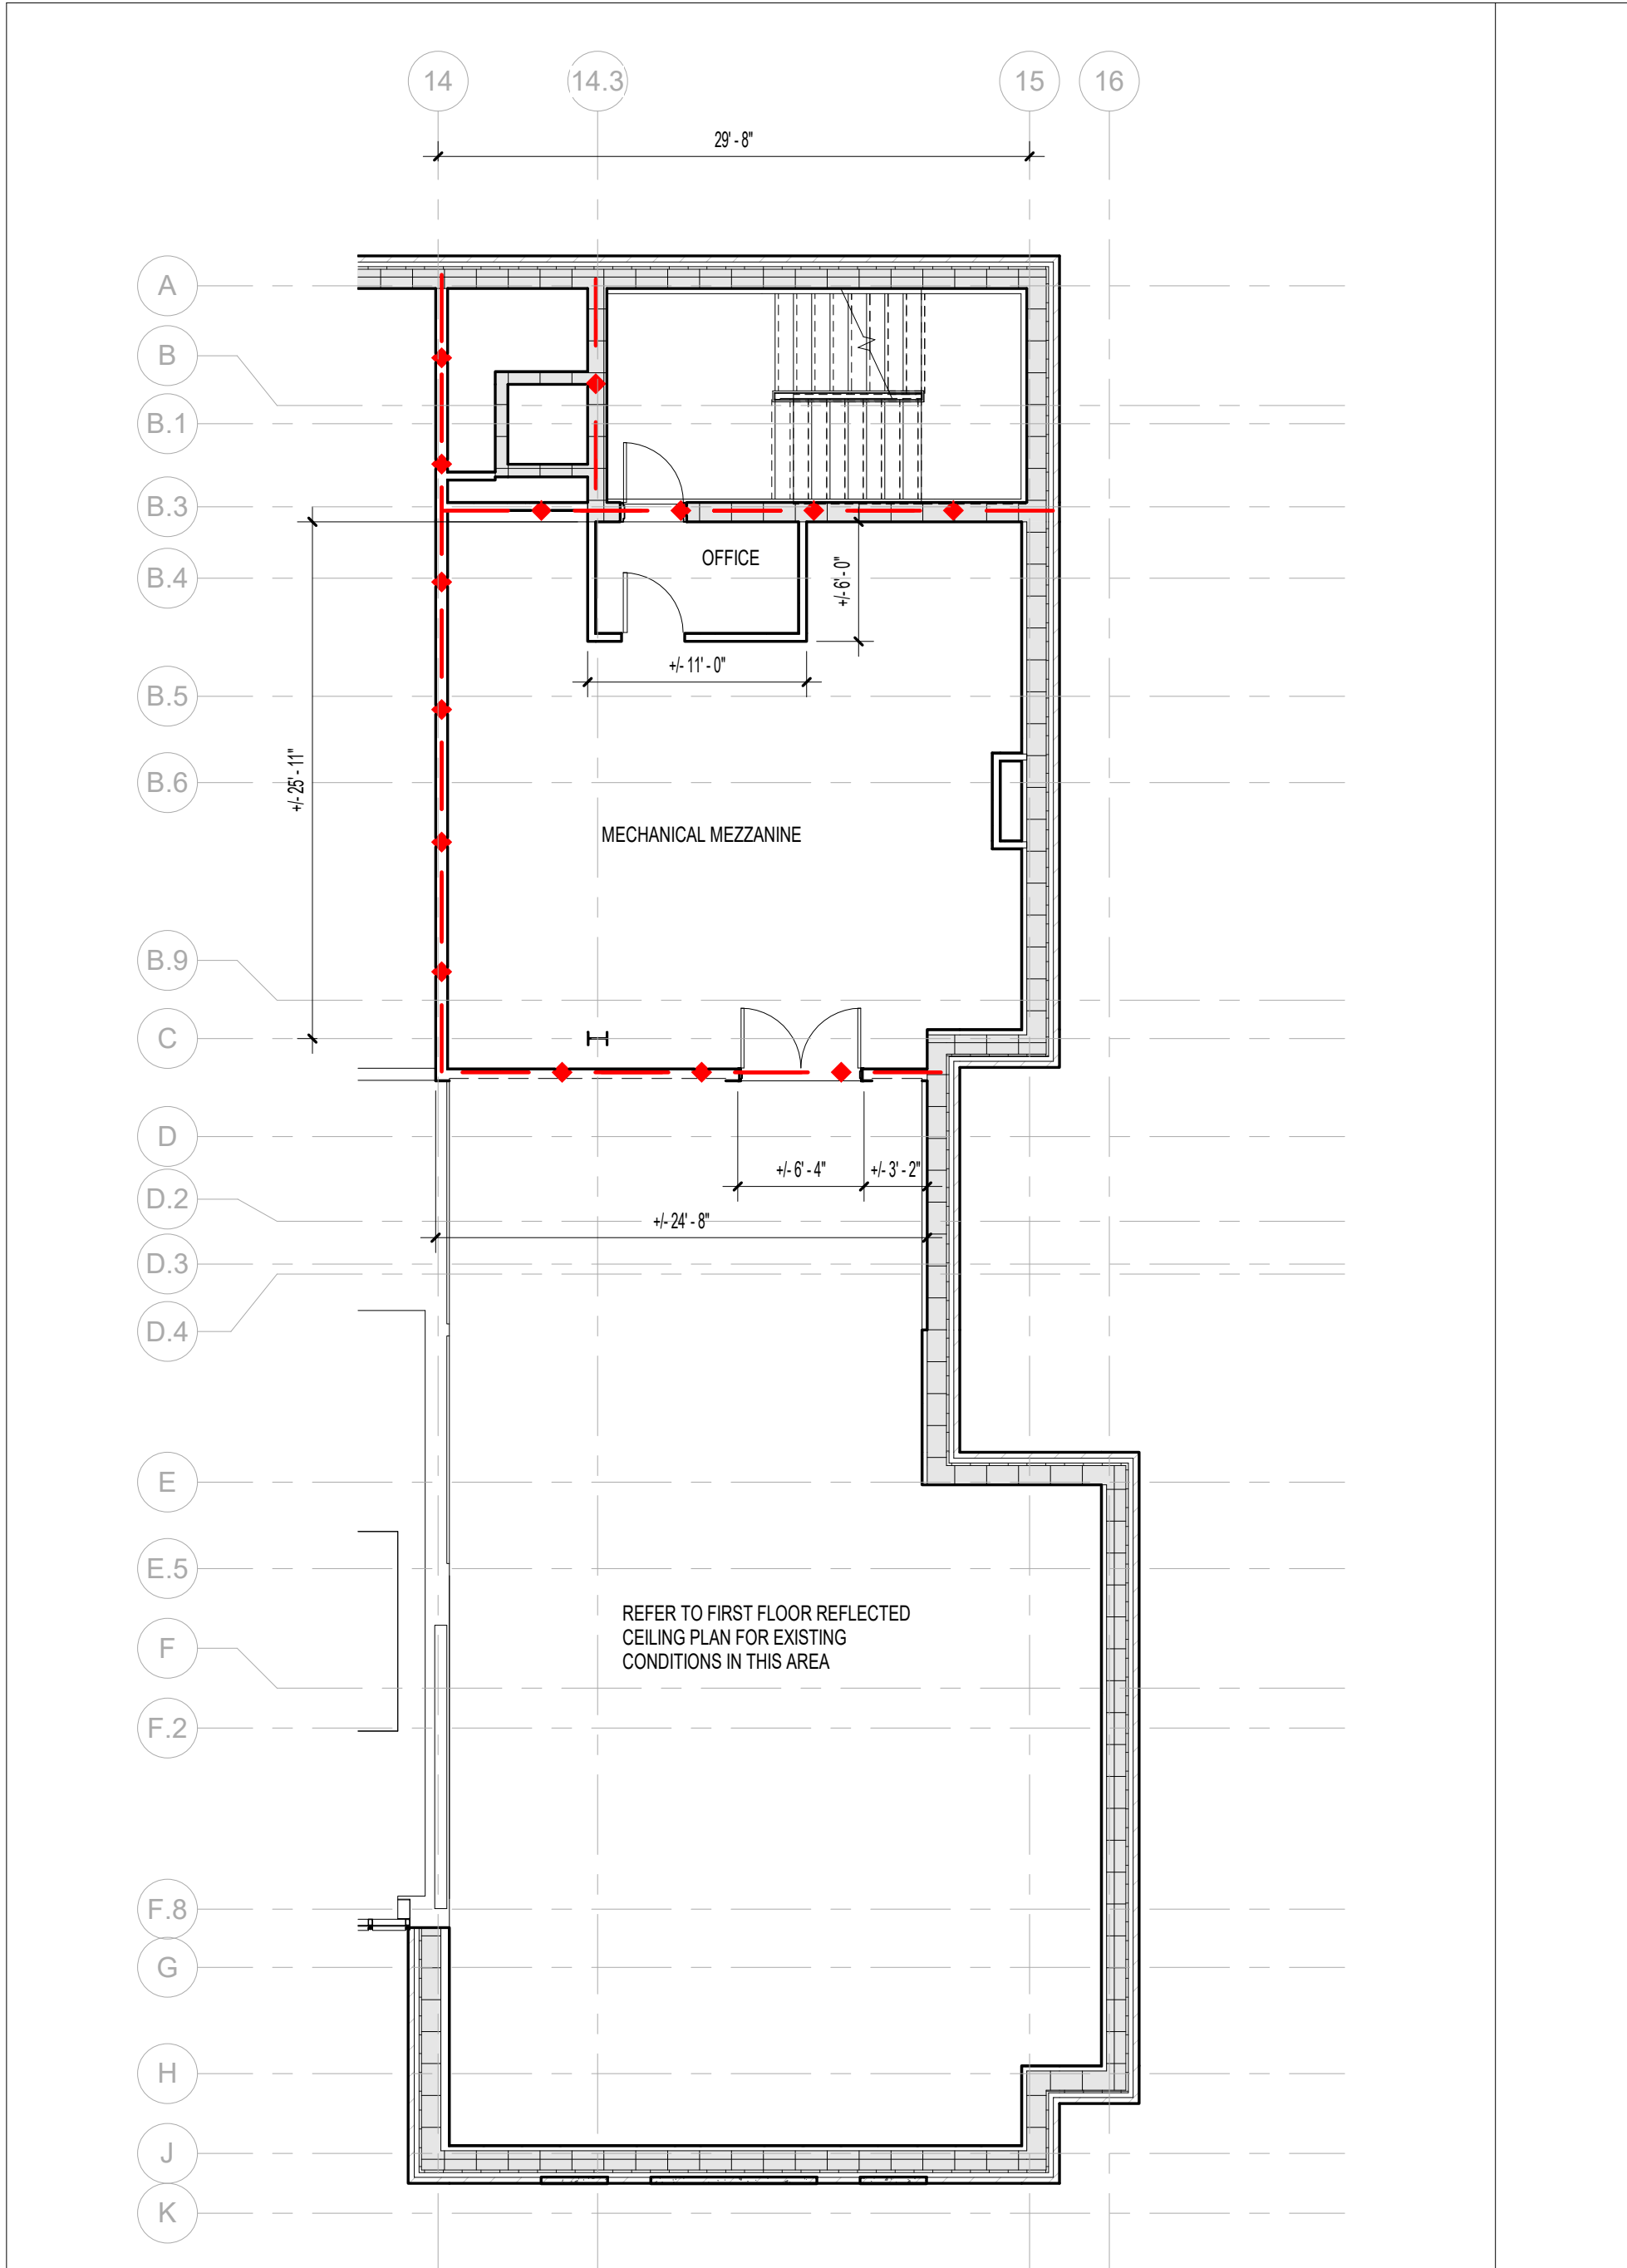 14
14.3
15
16
29' - 8"
A
B
B.1
B.3
OFFICE
B.4
+/- 6' - 0"
+/- 11' - 0"
B.5
+/- 25' - 11"
B.6
MECHANICAL MEZZANINE
B.9
C
D
+/- 6' - 4"
+/- 3' - 2"
D.2
+/- 24' - 8"
D.3
D.4
E
E.5
REFER TO FIRST FLOOR REFLECTED
CEILING PLAN FOR EXISTING
CONDITIONS IN THIS AREA
F
F.2
F.8
G
H
J
K